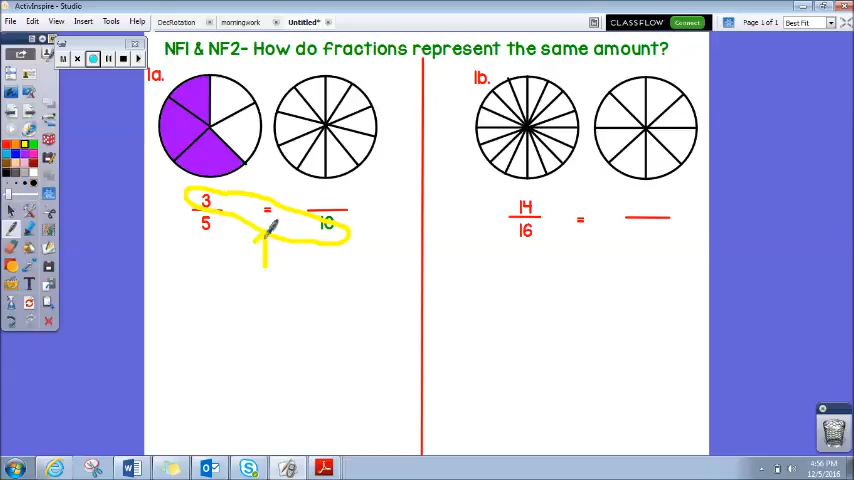 ActivInspire - Studio
File Edit View Insert Tools Help
DecRotation
morningwork
Untitled*
CLASSFLOW
Connect
Page 1 of 1
Best Fit
NF1 & NF2- How do fractions represent the same amount?
1a.
1b.
3
5
=
10
14
16
=
4:56 PM
12/5/2016